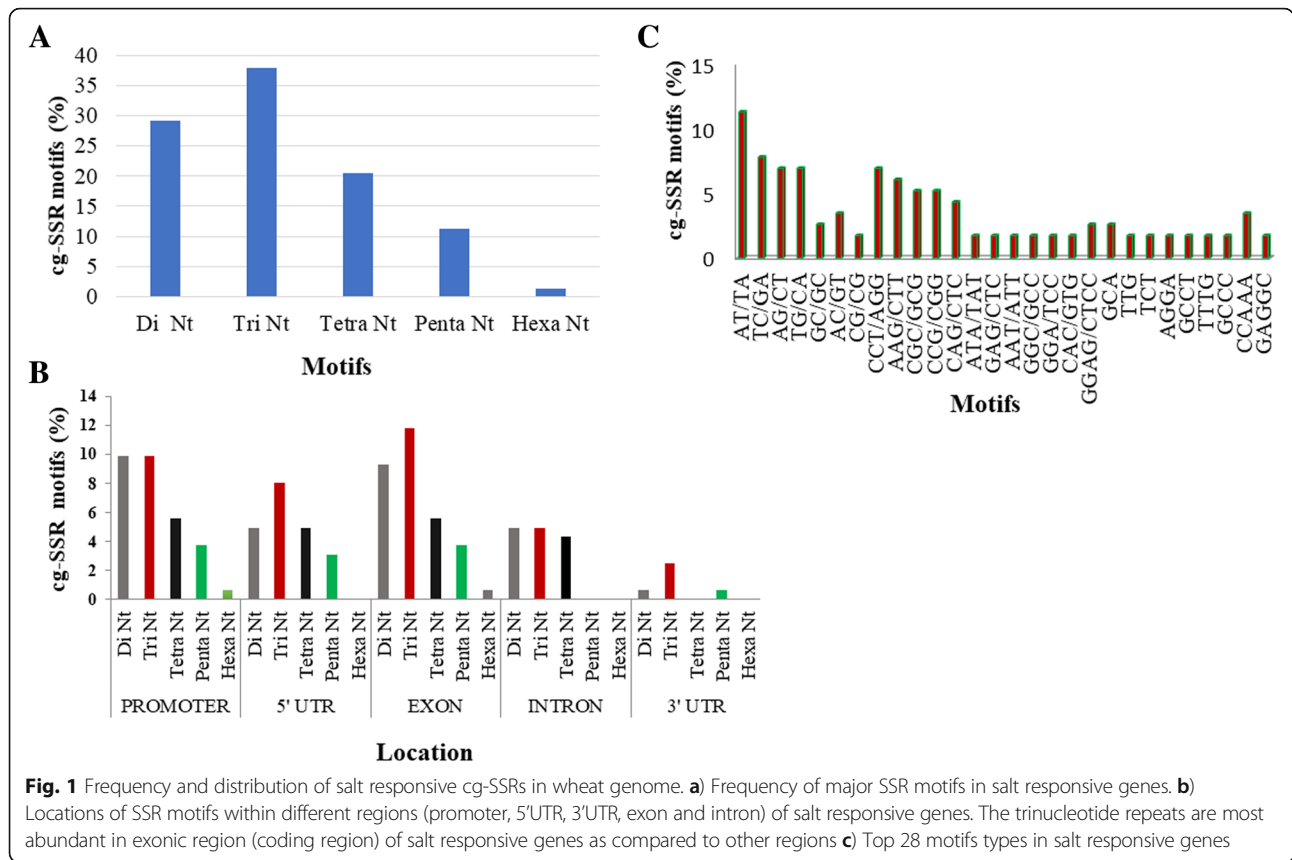 A
40
35
30
25
20
15
10
5
0
cg-SSR motifs (%)
Di Nt Tri Nt Tetra Nt Penta Nt Hexa Nt
Motifs
B
14
12
10
8
6
4
2
0
cg-SSR motifs (%)
Di Nt Tri Nt Tetra Nt Penta Nt Hexa Nt Di Nt Tri Nt Tetra Nt Penta Nt Hexa Nt Di Nt Tri Nt Tetra Nt Penta Nt Hexa Nt Di Nt Tri Nt Tetra Nt Penta Nt Hexa Nt Di Nt Tri Nt Tetra Nt Penta Nt Hexa Nt
PROMOTER 5' UTR EXON INTRON 3' UTR
Location
C
15
10
5
0
cg-SSR motifs (%)
AT/TA TC/GA AG/CT TG/CA GC/GC AC/GT CG/CG CCT/AGG AAG/CTT CGC/GCG CCG/CGG CAG/CTC ATA/TAT GAG/CTC AAT/ATT GGC/GCC GGA/TCC CAC/GTG GGAG/CTCC GCA TTG TCT AGGA GCCT TTTG GCCC CCAAA GAGGC
Motifs
Fig. 1 Frequency and distribution of salt responsive cg-SSRs in wheat genome. a) Frequency of major SSR motifs in salt responsive genes. b)
Locations of SSR motifs within different regions (promoter, 5'UTR, 3'UTR, exon and intron) of salt responsive genes. The trinucleotide repeats are most
abundant in exonic region (coding region) of salt responsive genes as compared to other regions c) Top 28 motifs types in salt responsive genes